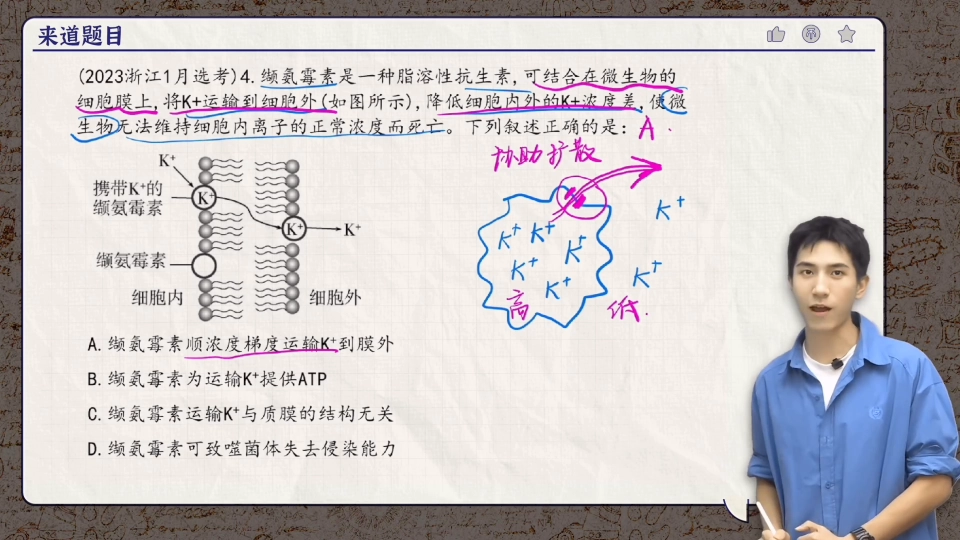 来道题目
(2023浙江1月选考)4.缬氨霉素是一种脂溶性抗生素,可结合在微生物的
细胞膜上,将K+运输到细胞外(如图所示),降低细胞内外的K+浓度差,使微
生物无法维持细胞内离子的正常浓度而死亡。下列叙述正确的是: A.
协助扩散
K⁺
携带K⁺的
缬氨霉素
K⁺
K⁺
K⁺
缬氨霉素
细胞内
细胞外
K⁺
K⁺
K⁺
K⁺
K⁺
K⁺
K⁺
高
低.
A. 缬氨霉素顺浓度梯度运输K⁺到膜外
B. 缬氨霉素为运输K⁺提供ATP
C. 缬氨霉素运输K⁺与质膜的结构无关
D. 缬氨霉素可致噬菌体失去侵染能力